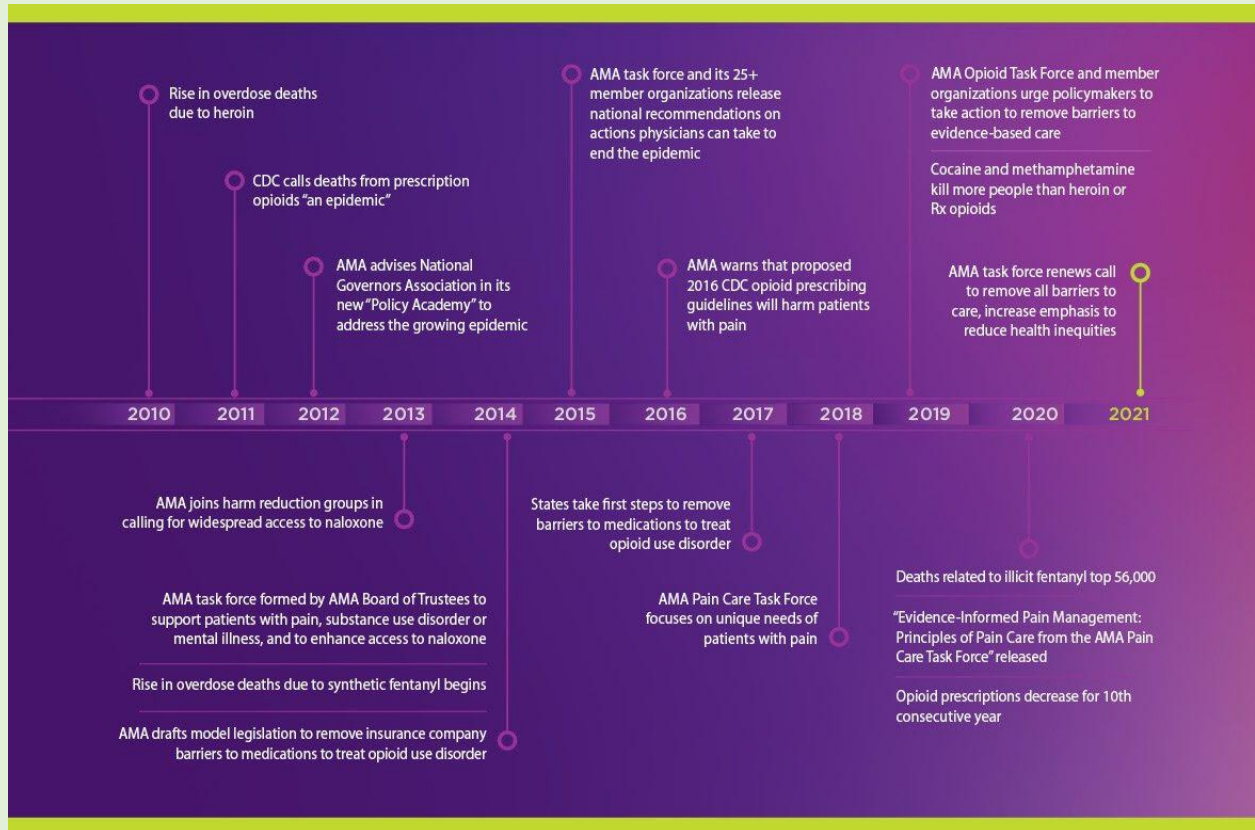 Rise in overdose deaths
due to heroin
CDC calls deaths from prescription
opioids “an epidemic”
AMA advises National
Governors Association in its
new “Policy Academy” to
address the growing epidemic
AMA task force and its 25+
member organizations release
national recommendations on
actions physicians can take to
end the epidemic
AMA warns that proposed
2016 CDC opioid prescribing
guidelines will harm patients
with pain
AMA Opioid Task Force and member
organizations urge policymakers to
take action to remove barriers to
evidence-based care
Cocaine and methamphetamine
kill more people than heroin or
Rx opioids
AMA task force renews call
to remove all barriers to
care, increase emphasis to
reduce health inequities
2010 2011 2012 2013 2014 2015 2016 2017 2018 2019 2020 2021
AMA joins harm reduction groups in
calling for widespread access to naloxone
AMA task force formed by AMA Board of Trustees to
support patients with pain, substance use disorder or
mental illness, and to enhance access to naloxone
Rise in overdose deaths due to synthetic fentanyl begins
AMA drafts model legislation to remove insurance company
barriers to medications to treat opioid use disorder
States take first steps to remove
barriers to medications to treat
opioid use disorder
AMA Pain Care Task Force
focuses on unique needs of
patients with pain
Deaths related to illicit fentanyl top 56,000
“Evidence-Informed Pain Management:
Principles of Pain Care from the AMA Pain
Care Task Force” released
Opioid prescriptions decrease for 10th
consecutive year